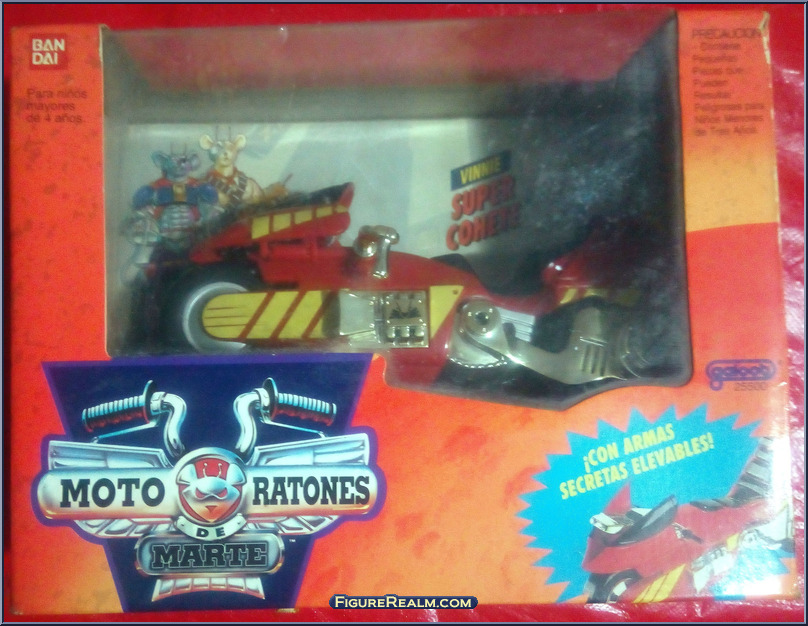 BAN
DAI
Para niños
mayores
de 4 años.
PRECAUCION
- Contiene
Pequeñas
Piezas que
Pueden
Resultar
Peligrosas para
Niños Menores
de Tres Años.
VINNIE
SUPER
COHETE
galoob
25500
¡CON ARMAS
SECRETAS ELEVABLES!
MOTO RATONES
DE
MARTE
™
FIGUREREALM.COM